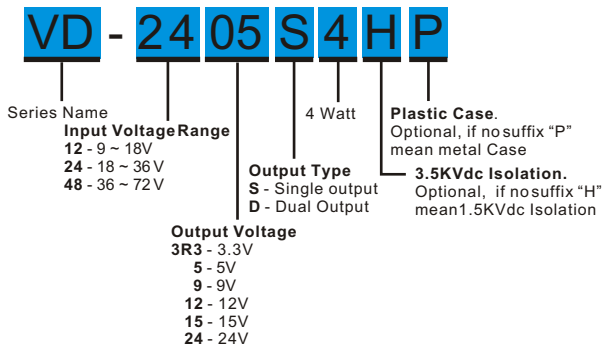 VD - 24 05 S 4 H P
Series Name
Input Voltage Range
12 - 9 ~ 18V
24 - 18 ~ 36V
48 - 36 ~ 72V
Output Voltage
3R3 - 3.3V
5 - 5V
9 - 9V
12 - 12V
15 - 15V
24 - 24V
Output Type
S - Single output
D - Dual Output
4 Watt
Plastic Case.
Optional, if no suffix “P”
mean metal Case
3.5KVdc Isolation.
Optional, if no suffix “H”
mean1.5KVdc Isolation